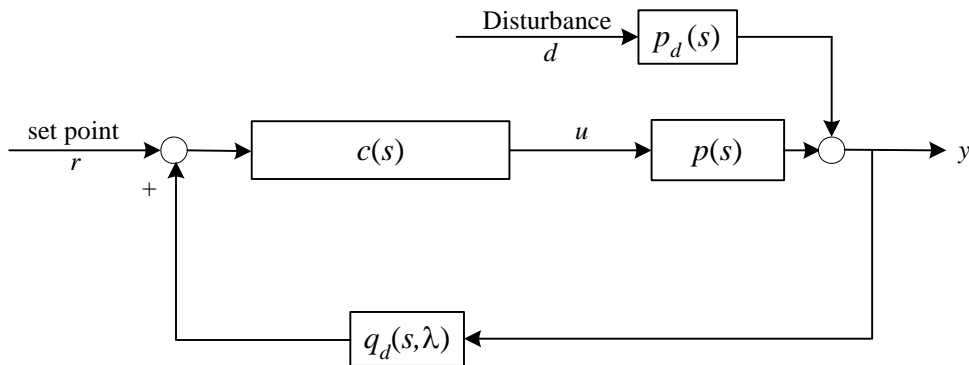 Disturbance
d
p_d(s)
set point
r
+
c(s)
u
p(s)
y
q_d(s,λ)